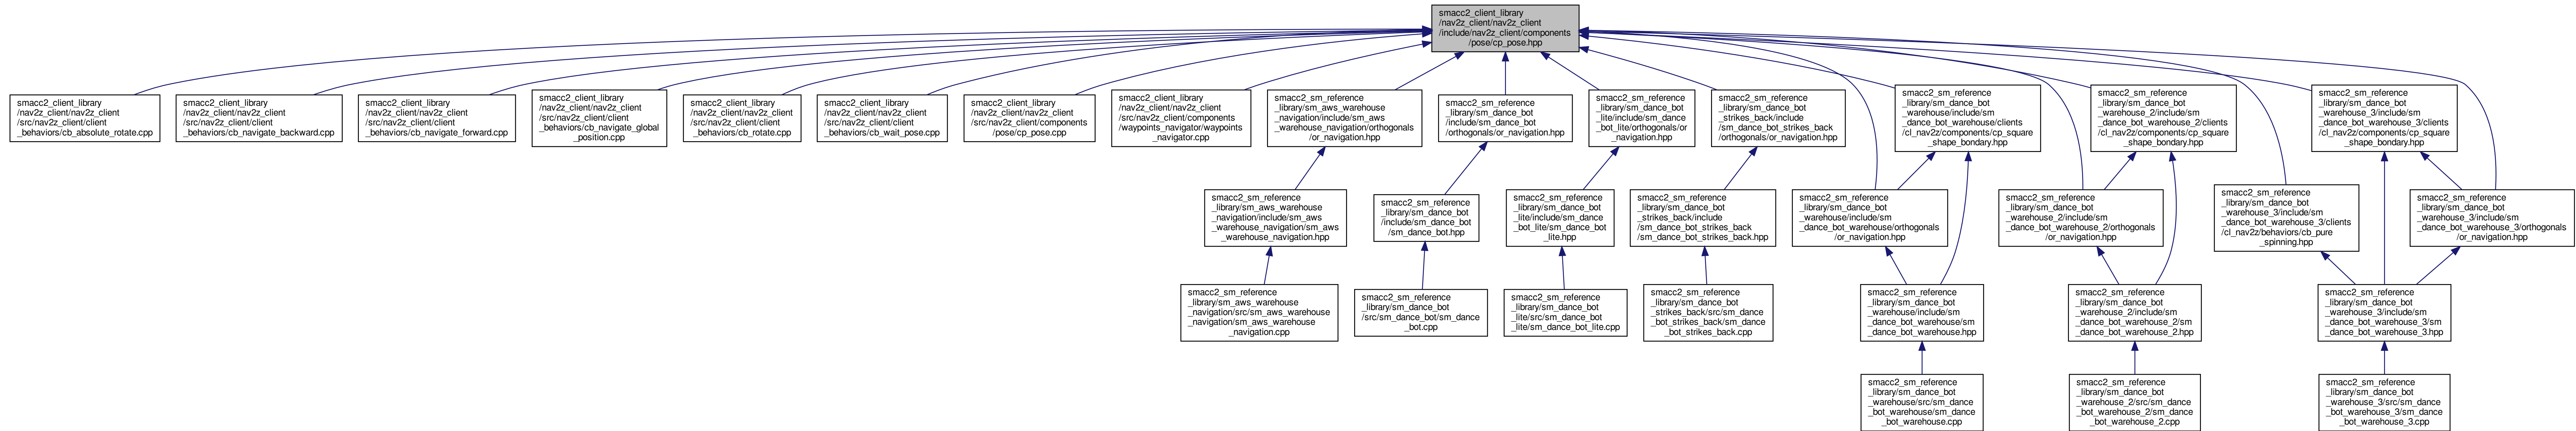 smacc2_client_library
/nav2z_client/nav2z_client
/include/nav2z_client/components
/pose/cp_pose.hpp
smacc2_client_library
/nav2z_client/nav2z_client
/src/nav2z_client/client
_behaviors/cb_absolute_rotate.cpp
smacc2_client_library
/nav2z_client/nav2z_client
/src/nav2z_client/client
_behaviors/cb_navigate_backward.cpp
smacc2_client_library
/nav2z_client/nav2z_client
/src/nav2z_client/client
_behaviors/cb_navigate_forward.cpp
smacc2_client_library
/nav2z_client/nav2z_client
/src/nav2z_client/client
_behaviors/cb_navigate_global
_position.cpp
smacc2_client_library
/nav2z_client/nav2z_client
/src/nav2z_client/client
_behaviors/cb_rotate.cpp
smacc2_client_library
/nav2z_client/nav2z_client
/src/nav2z_client/client
_behaviors/cb_wait_pose.cpp
smacc2_client_library
/nav2z_client/nav2z_client
/src/nav2z_client/components
/pose/cp_pose.cpp
smacc2_client_library
/nav2z_client/nav2z_client
/src/nav2z_client/components
/waypoints_navigator/waypoints
_navigator.cpp
smacc2_sm_reference
_library/sm_aws_warehouse
_navigation/include/sm_aws
_warehouse_navigation/orthogonals
/or_navigation.hpp
smacc2_sm_reference
_library/sm_dance_bot
/include/sm_dance_bot
/orthogonals/or_navigation.hpp
smacc2_sm_reference
_library/sm_dance_bot
_lite/include/sm_dance
_bot_lite/orthogonals/or
_navigation.hpp
smacc2_sm_reference
_library/sm_dance_bot
_strikes_back/include
/sm_dance_bot_strikes_back
/orthogonals/or_navigation.hpp
smacc2_sm_reference
_library/sm_dance_bot
_warehouse/include/sm
_dance_bot_warehouse/clients
/cl_nav2z/components/cp_square
_shape_bondary.hpp
smacc2_sm_reference
_library/sm_dance_bot
_warehouse_2/include/sm
_dance_bot_warehouse_2/clients
/cl_nav2z/components/cp_square
_shape_bondary.hpp
smacc2_sm_reference
_library/sm_dance_bot
_warehouse_3/include/sm
_dance_bot_warehouse_3/clients
/cl_nav2z/components/cp_square
_shape_bondary.hpp
smacc2_sm_reference
_library/sm_aws_warehouse
_navigation/include/sm_aws
_warehouse_navigation/sm_aws
_warehouse_navigation.hpp
smacc2_sm_reference
_library/sm_dance_bot
/include/sm_dance_bot
/sm_dance_bot.hpp
smacc2_sm_reference
_library/sm_dance_bot
_lite/include/sm_dance
_bot_lite/sm_dance_bot
_lite.hpp
smacc2_sm_reference
_library/sm_dance_bot
_strikes_back/include
/sm_dance_bot_strikes_back
/sm_dance_bot_strikes_back.hpp
smacc2_sm_reference
_library/sm_dance_bot
_warehouse/include/sm
_dance_bot_warehouse/orthogonals
/or_navigation.hpp
smacc2_sm_reference
_library/sm_dance_bot
_warehouse_2/include/sm
_dance_bot_warehouse_2/orthogonals
/or_navigation.hpp
smacc2_sm_reference
_library/sm_dance_bot
_warehouse_3/include/sm
_dance_bot_warehouse_3/clients
/cl_nav2z/behaviors/cb_pure
_spinning.hpp
smacc2_sm_reference
_library/sm_dance_bot
_warehouse_3/include/sm
_dance_bot_warehouse_3/orthogonals
/or_navigation.hpp
smacc2_sm_reference
_library/sm_aws_warehouse
_navigation/src/sm_aws_warehouse
_navigation/sm_aws_warehouse
_navigation.cpp
smacc2_sm_reference
_library/sm_dance_bot
/src/sm_dance_bot/sm_dance
_bot.cpp
smacc2_sm_reference
_library/sm_dance_bot
_lite/src/sm_dance_bot
_lite/sm_dance_bot_lite.cpp
smacc2_sm_reference
_library/sm_dance_bot
_strikes_back/src/sm_dance
_bot_strikes_back/sm_dance
_bot_strikes_back.cpp
smacc2_sm_reference
_library/sm_dance_bot
_warehouse/include/sm
_dance_bot_warehouse/sm
_dance_bot_warehouse.hpp
smacc2_sm_reference
_library/sm_dance_bot
_warehouse_2/include/sm
_dance_bot_warehouse_2/sm
_dance_bot_warehouse_2.hpp
smacc2_sm_reference
_library/sm_dance_bot
_warehouse_3/include/sm
_dance_bot_warehouse_3/sm
_dance_bot_warehouse_3.hpp
smacc2_sm_reference
_library/sm_dance_bot
_warehouse/src/sm_dance
_bot_warehouse/sm_dance
_bot_warehouse.cpp
smacc2_sm_reference
_library/sm_dance_bot
_warehouse_2/src/sm_dance
_bot_warehouse_2/sm_dance
_bot_warehouse_2.cpp
smacc2_sm_reference
_library/sm_dance_bot
_warehouse_3/src/sm_dance
_bot_warehouse_3/sm_dance
_bot_warehouse_3.cpp